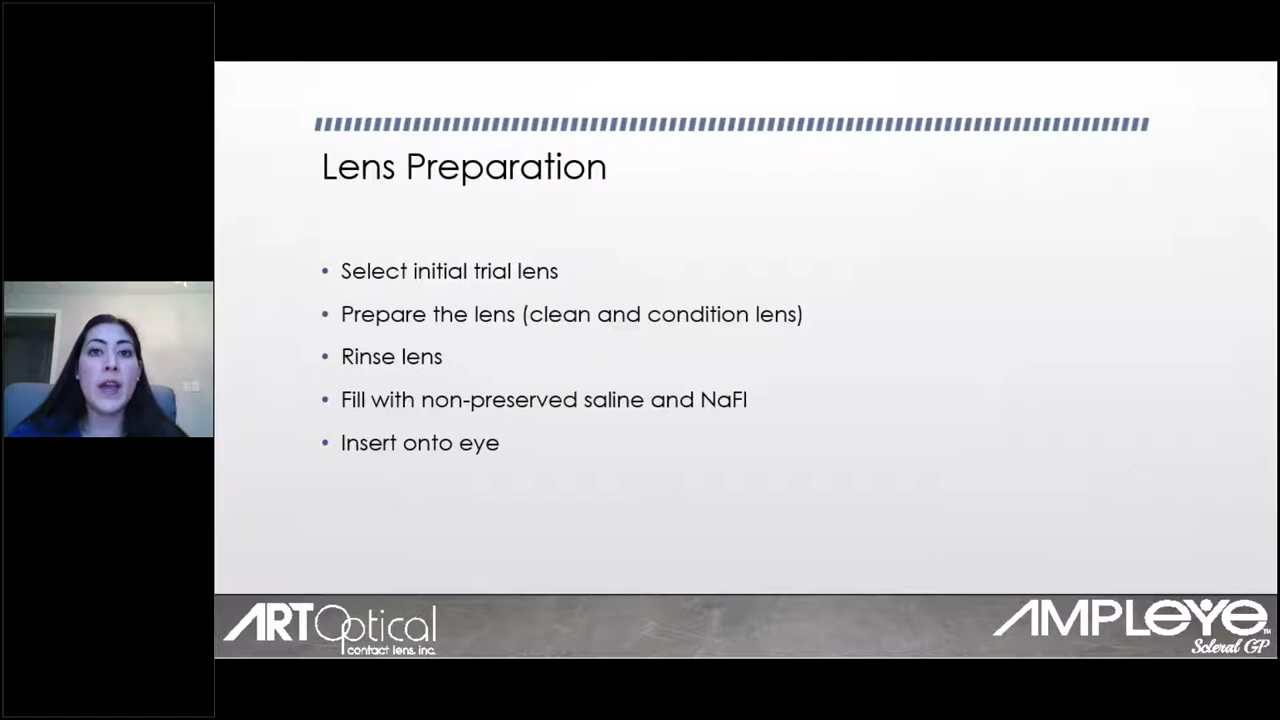 Lens Preparation
• Select initial trial lens
• Prepare the lens (clean and condition lens)
• Rinse lens
• Fill with non-preserved saline and NaFl
• Insert onto eye
ART Optical
contact lens, inc.
AMPLEYE™
Scleral GP